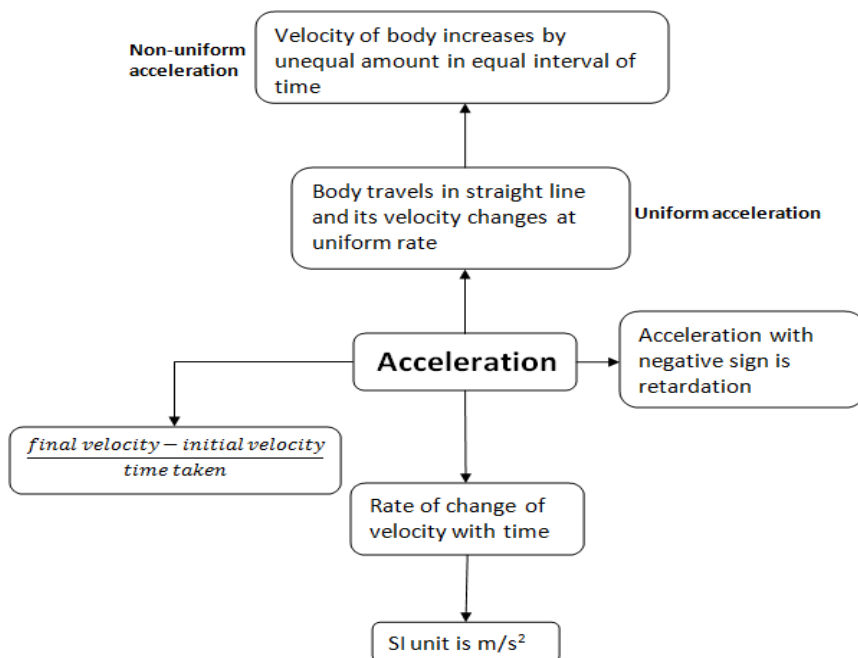 Non-uniform
acceleration
Velocity of body increases by
unequal amount in equal interval of
time
Body travels in straight line
and its velocity changes at
uniform rate
Uniform acceleration
Acceleration
Acceleration with
negative sign is
retardation
final velocity − initial velocity
time taken
Rate of change of
velocity with time
SI unit is m/s²